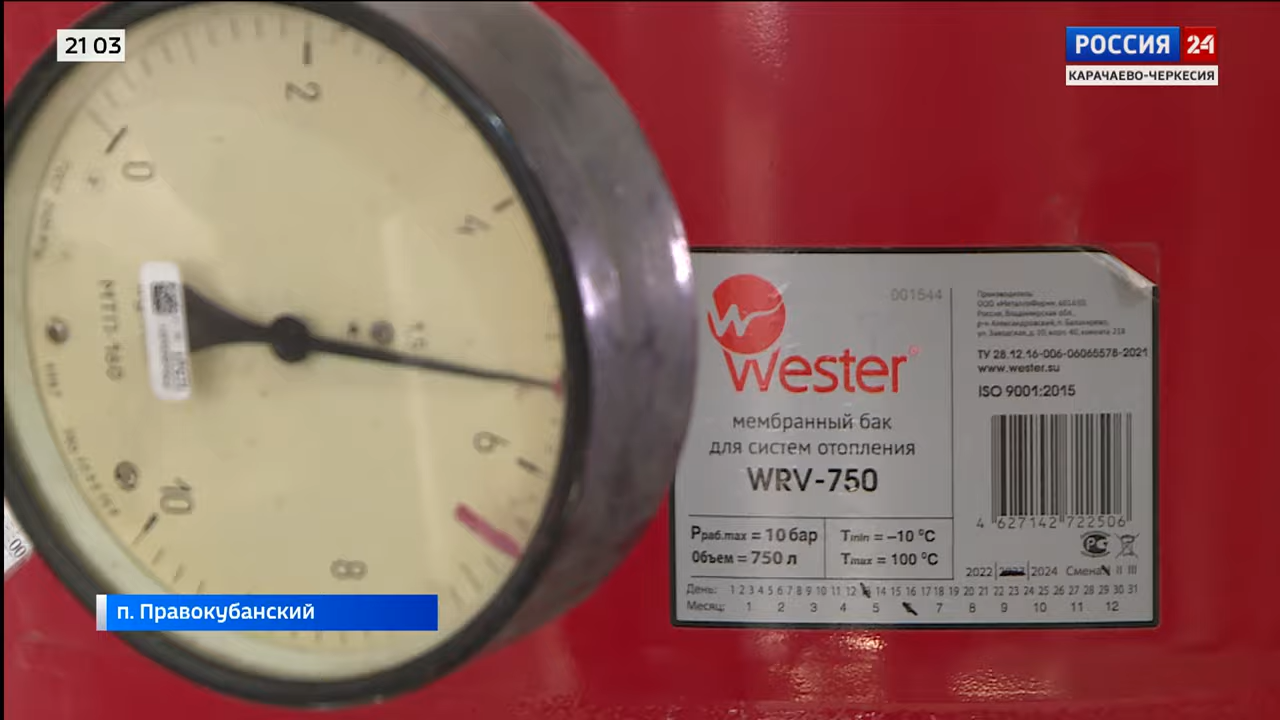 21 03
РОССИЯ 24
КАРАЧАЕВО-ЧЕРКЕСИЯ
0
2
4
6
8
10
001544
Wester
мембранный бак
для систем отопления
WRV-750
Pраб.max = 10 бар
Tmin = –10 °C
Объем = 750 л
Tmax = 100 °C
Производитель:
ТУ 28.12.16-006-06065578-2021
www.wester.su
ISO 9001:2015
4 627142 722506
2022 2024 Смена II III
День: 1 2 3 4 5 6 7 8 9 10 11 12 14 15 16 17 18 19 20 21 22 23 24 25 26 27 28 29 30 31
Месяц: 1 2 3 4 5 7 8 9 10 11 12
00
п. Правокубанский